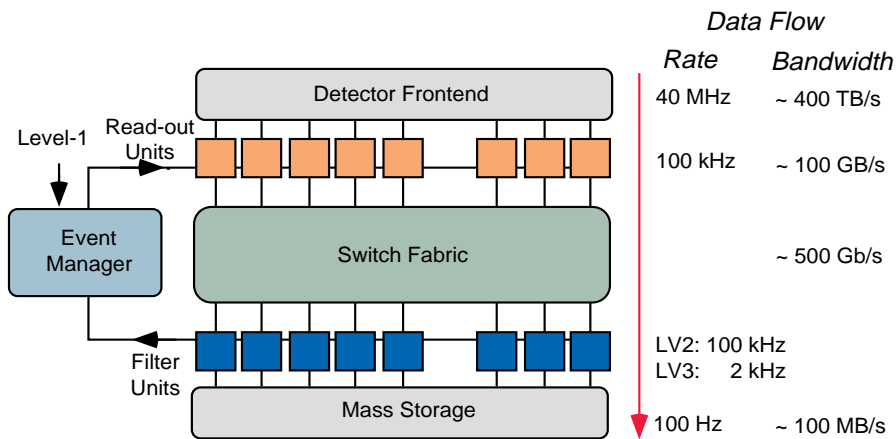 Data Flow
Rate Bandwidth
Detector Frontend
40 MHz ~ 400 TB/s
Level-1
Read-out
Units
100 kHz ~ 100 GB/s
Event
Manager
Switch Fabric
~ 500 Gb/s
Filter
Units
LV2: 100 kHz
LV3: 2 kHz
Mass Storage
100 Hz ~ 100 MB/s